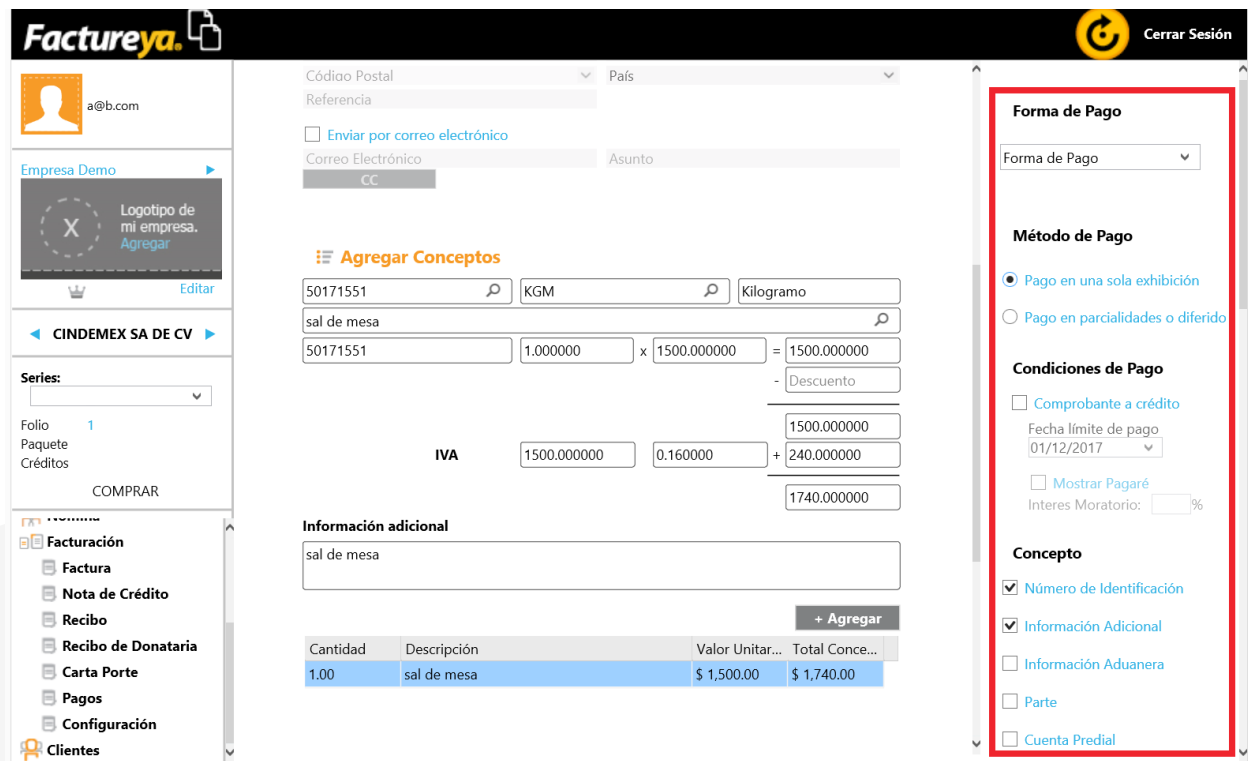 Factureya.
Cerrar Sesión
a@b.com
Empresa Demo
X
Logotipo de
mi empresa.
Agregar
Editar
CINDEMEX SA DE CV
Series:
Folio 1
Paquete
Créditos
COMPRAR
Nómina
Facturación
Factura
Nota de Crédito
Recibo
Recibo de Donataria
Carta Porte
Pagos
Configuración
Clientes
Código Postal País
Referencia
Enviar por correo electrónico
Correo Electrónico Asunto
CC
Agregar Conceptos
50171551 KGM Kilogramo
sal de mesa
50171551 1.000000 x 1500.000000 = 1500.000000
- Descuento
1500.000000
IVA 1500.000000 0.160000 + 240.000000
1740.000000
Información adicional
sal de mesa
+ Agregar
Cantidad Descripción Valor Unitar... Total Conce...
1.00 sal de mesa $ 1,500.00 $ 1,740.00
Forma de Pago
Forma de Pago
Método de Pago
Pago en una sola exhibición
Pago en parcialidades o diferido
Condiciones de Pago
Comprobante a crédito
Fecha límite de pago
01/12/2017
Mostrar Pagaré
Interes Moratorio: %
Concepto
Número de Identificación
Información Adicional
Información Aduanera
Parte
Cuenta Predial